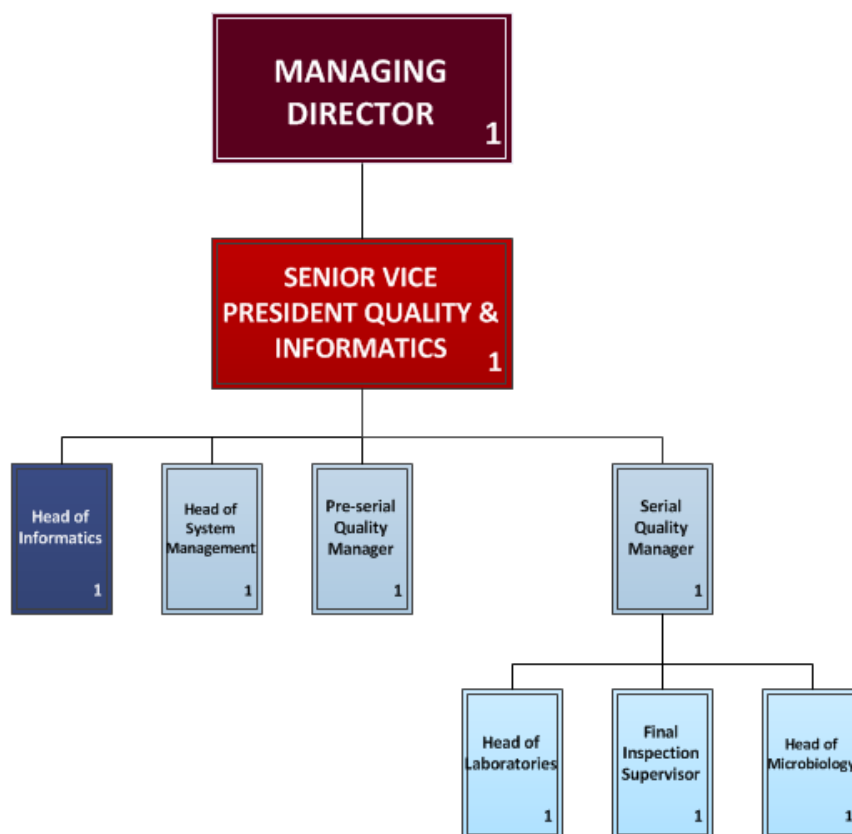 MANAGING
DIRECTOR
1
SENIOR VICE
PRESIDENT QUALITY &
INFORMATICS
1
Head of
Informatics
1
Head of
System
Management
1
Pre-serial
Quality
Manager
1
Serial
Quality
Manager
1
Head of
Laboratories
1
Final
Inspection
Supervisor
1
Head of
Microbiology
1